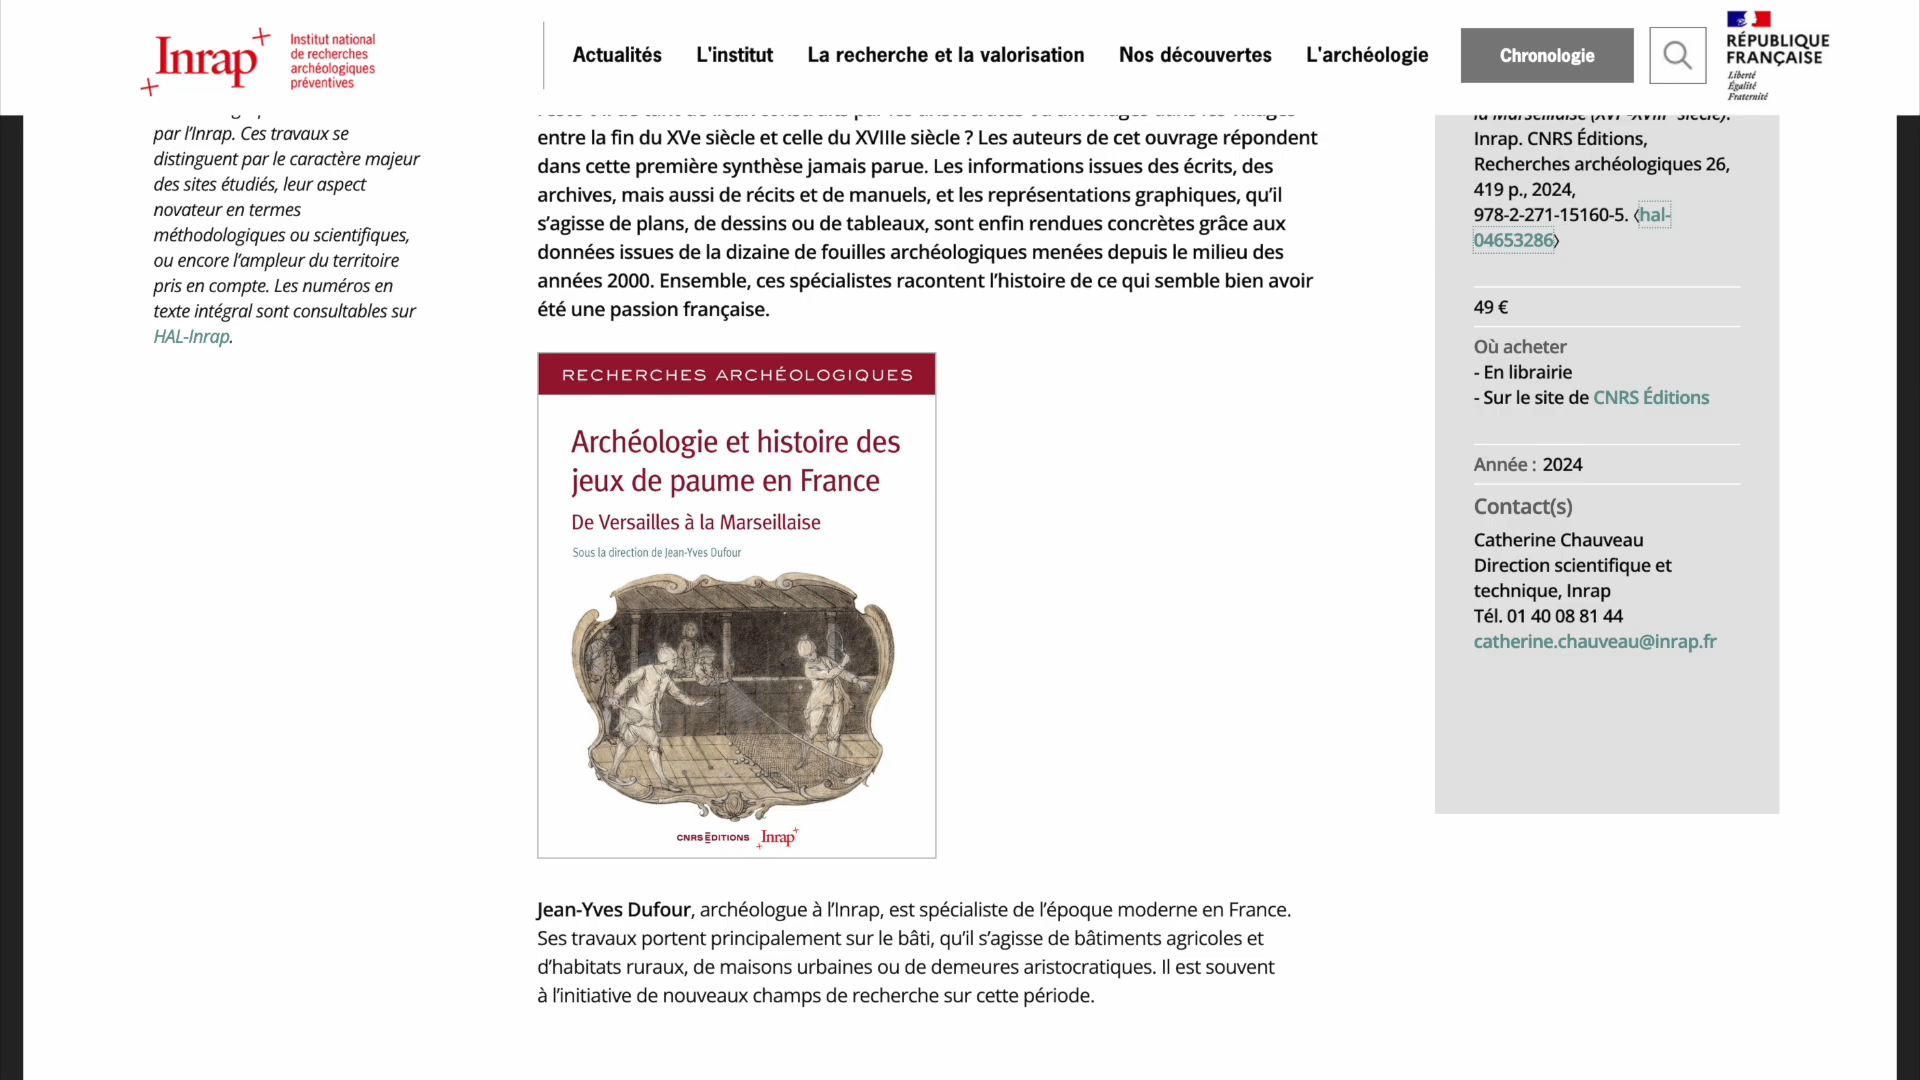 Inrap
Institut national
de recherches
archéologiques
préventives
Actualités
L'institut
La recherche et la valorisation
Nos découvertes
L'archéologie
Chronologie
RÉPUBLIQUE
FRANÇAISE
Liberté
Égalité
Fraternité
par l’Inrap. Ces travaux se
distinguent par le caractère majeur
des sites étudiés, leur aspect
novateur en termes
méthodologiques ou scientifiques,
ou encore l’ampleur du territoire
pris en compte. Les numéros en
texte intégral sont consultables sur
HAL-Inrap.
entre la fin du XVe siècle et celle du XVIIIe siècle ? Les auteurs de cet ouvrage répondent
dans cette première synthèse jamais parue. Les informations issues des écrits, des
archives, mais aussi de récits et de manuels, et les représentations graphiques, qu’il
s’agisse de plans, de dessins ou de tableaux, sont enfin rendues concrètes grâce aux
données issues de la dizaine de fouilles archéologiques menées depuis le milieu des
années 2000. Ensemble, ces spécialistes racontent l’histoire de ce qui semble bien avoir
été une passion française.
RECHERCHES ARCHÉOLOGIQUES
Archéologie et histoire des
jeux de paume en France
De Versailles à la Marseillaise
Sous la direction de Jean-Yves Dufour
CNRS ÉDITIONS Inrap
Jean-Yves Dufour, archéologue à l’Inrap, est spécialiste de l’époque moderne en France.
Ses travaux portent principalement sur le bâti, qu’il s’agisse de bâtiments agricoles et
d’habitats ruraux, de maisons urbaines ou de demeures aristocratiques. Il est souvent
à l’initiative de nouveaux champs de recherche sur cette période.
la Marseillaise (XVIe-XVIIIe siècle).
Inrap. CNRS Éditions,
Recherches archéologiques 26,
419 p., 2024,
978-2-271-15160-5. ⟨hal-
04653286⟩
49 €
Où acheter
- En librairie
- Sur le site de CNRS Éditions
Année : 2024
Contact(s)
Catherine Chauveau
Direction scientifique et
technique, Inrap
Tél. 01 40 08 81 44
catherine.chauveau@inrap.fr